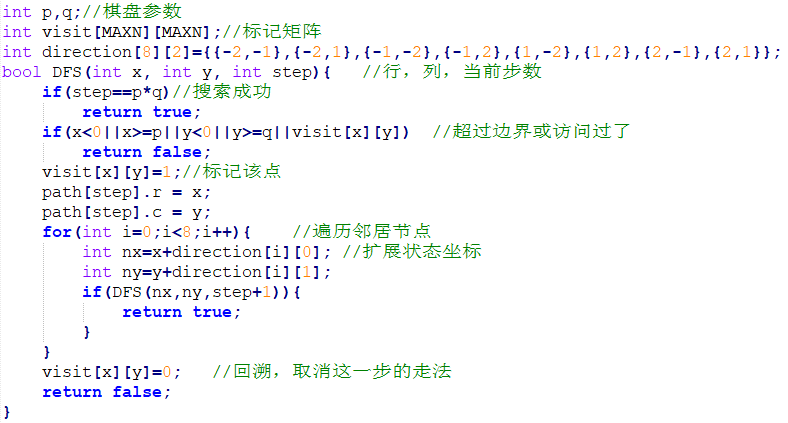 int p,q;//棋盘参数
int visit[MAXN][MAXN];//标记矩阵
int direction[8][2]={{-2,-1},{-2,1},{-1,-2},{-1,2},{1,-2},{1,2},{2,-1},{2,1}};
bool DFS(int x, int y, int step){   //行，列，当前步数
    if(step==p*q)//搜索成功
        return true;
    if(x<0||x>=p||y<0||y>=q||visit[x][y])  //超过边界或访问过了
        return false;
    visit[x][y]=1;//标记该点
    path[step].r = x;
    path[step].c = y;
    for(int i=0;i<8;i++){    //遍历邻居节点
        int nx=x+direction[i][0]; //扩展状态坐标
        int ny=y+direction[i][1];
        if(DFS(nx,ny,step+1)){
            return true;
        }
    }
    visit[x][y]=0;   //回溯，取消这一步的走法
    return false;
}